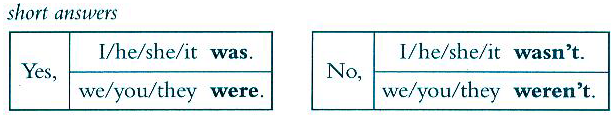 short answers
Yes, I/he/she/it was.
we/you/they were.
No, I/he/she/it wasn't.
we/you/they weren't.